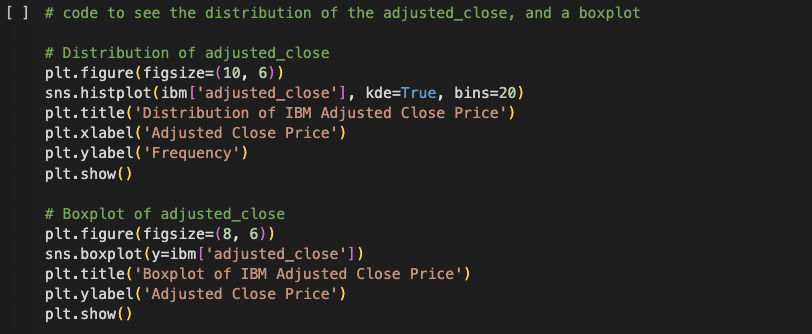 [ ] # code to see the distribution of the adjusted_close, and a boxplot
# Distribution of adjusted_close
plt.figure(figsize=(10, 6))
sns.histplot(ibm['adjusted_close'], kde=True, bins=20)
plt.title('Distribution of IBM Adjusted Close Price')
plt.xlabel('Adjusted Close Price')
plt.ylabel('Frequency')
plt.show()
# Boxplot of adjusted_close
plt.figure(figsize=(8, 6))
sns.boxplot(y=ibm['adjusted_close'])
plt.title('Boxplot of IBM Adjusted Close Price')
plt.ylabel('Adjusted Close Price')
plt.show()